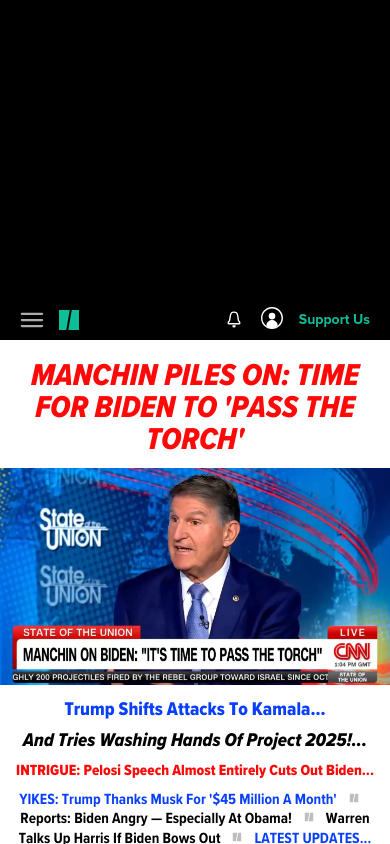 Support Us
MANCHIN PILES ON: TIME
FOR BIDEN TO 'PASS THE
TORCH'
State of the
UNION
State of the
UNION
STATE OF THE UNION
LIVE
MANCHIN ON BIDEN: "IT'S TIME TO PASS THE TORCH"
CNN
1:04 PM GMT
GHLY 200 PROJECTILES FIRED BY THE REBEL GROUP TOWARD ISRAEL SINCE OCT
STATE OF
THE UNION
Trump Shifts Attacks To Kamala...
And Tries Washing Hands Of Project 2025!...
INTRIGUE: Pelosi Speech Almost Entirely Cuts Out Biden...
YIKES: Trump Thanks Musk For '$45 Million A Month'
Reports: Biden Angry — Especially At Obama! Warren
Talks Up Harris If Biden Bows Out LATEST UPDATES...